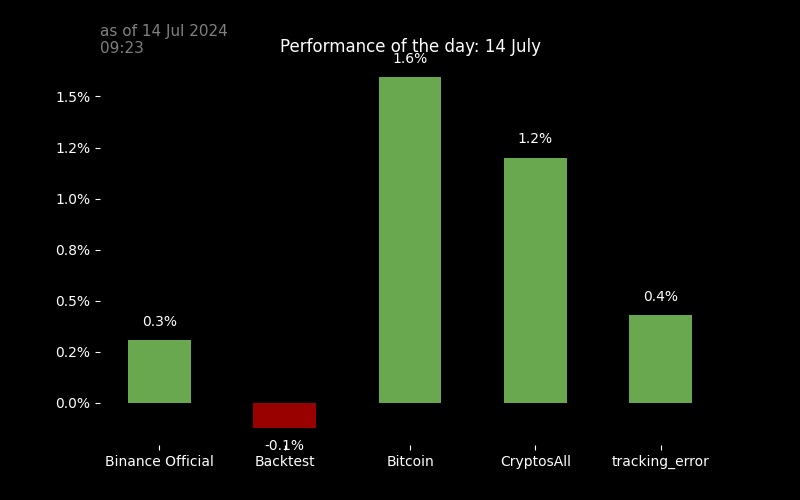 as of 14 Jul 2024
09:23
Performance of the day: 14 July
1.6%
1.5%
1.2%
1.2%
1.0%
0.8%
0.5%
0.4%
0.3%
0.2%
0.0%
-0.1%
Binance Official
Backtest
Bitcoin
CryptosAll
tracking_error